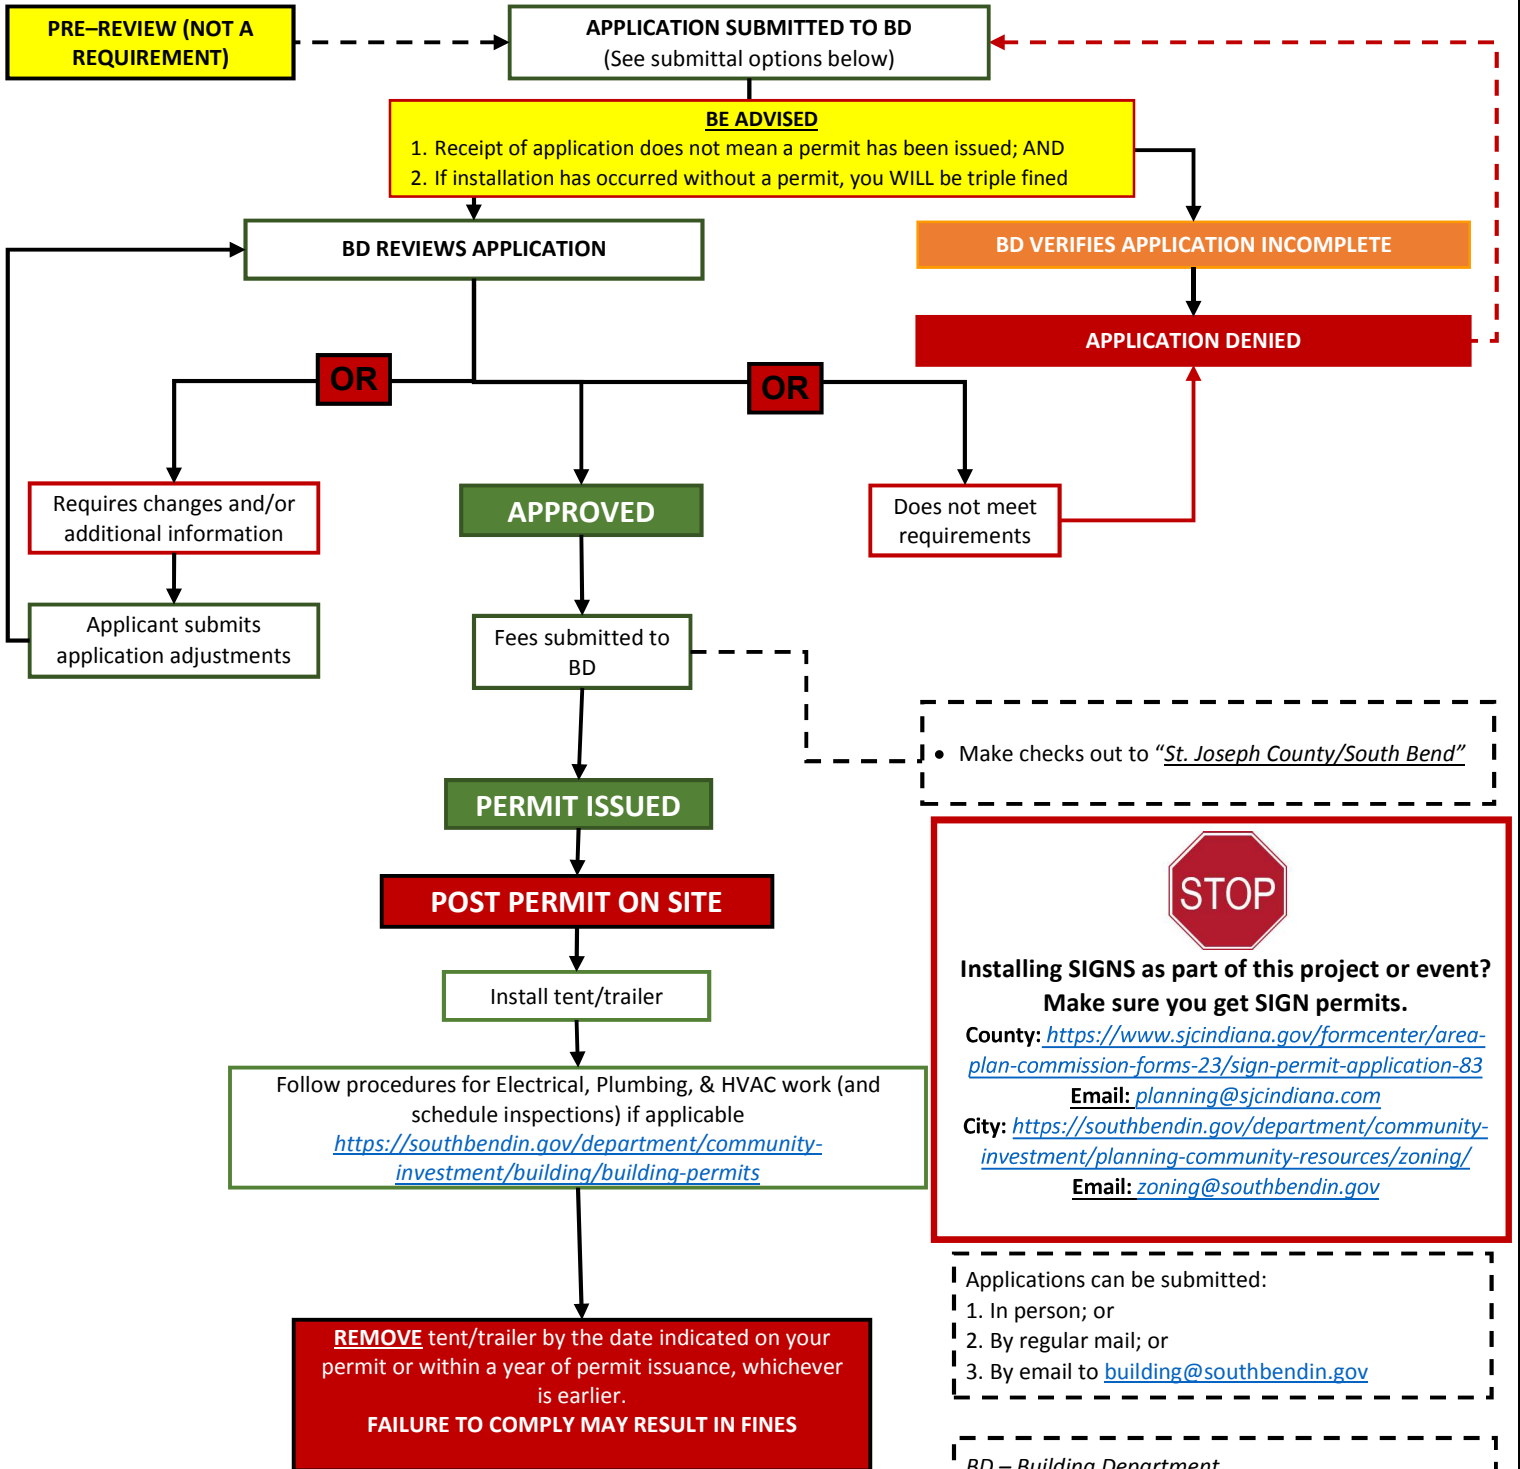 PRE–REVIEW (NOT A
REQUIREMENT)
APPLICATION SUBMITTED TO BD
(See submittal options below)
BE ADVISED
1. Receipt of application does not mean a permit has been issued; AND
2. If installation has occurred without a permit, you WILL be triple fined
BD REVIEWS APPLICATION
BD VERIFIES APPLICATION INCOMPLETE
APPLICATION DENIED
OR
OR
Requires changes and/or
additional information
APPROVED
Does not meet
requirements
Applicant submits
application adjustments
Fees submitted to
BD
• Make checks out to “St. Joseph County/South Bend”
PERMIT ISSUED
POST PERMIT ON SITE
Install tent/trailer
Follow procedures for Electrical, Plumbing, & HVAC work (and
schedule inspections) if applicable
https://southbendin.gov/department/community-
investment/building/building-permits
REMOVE tent/trailer by the date indicated on your
permit or within a year of permit issuance, whichever
is earlier.
FAILURE TO COMPLY MAY RESULT IN FINES
STOP
Installing SIGNS as part of this project or event?
Make sure you get SIGN permits.
County: https://www.sjcindiana.gov/formcenter/area-
plan-commission-forms-23/sign-permit-application-83
Email: planning@sjcindiana.com
City: https://southbendin.gov/department/community-
investment/planning-community-resources/zoning/
Email: zoning@southbendin.gov
Applications can be submitted:
1. In person; or
2. By regular mail; or
3. By email to building@southbendin.gov
BD – Building Department